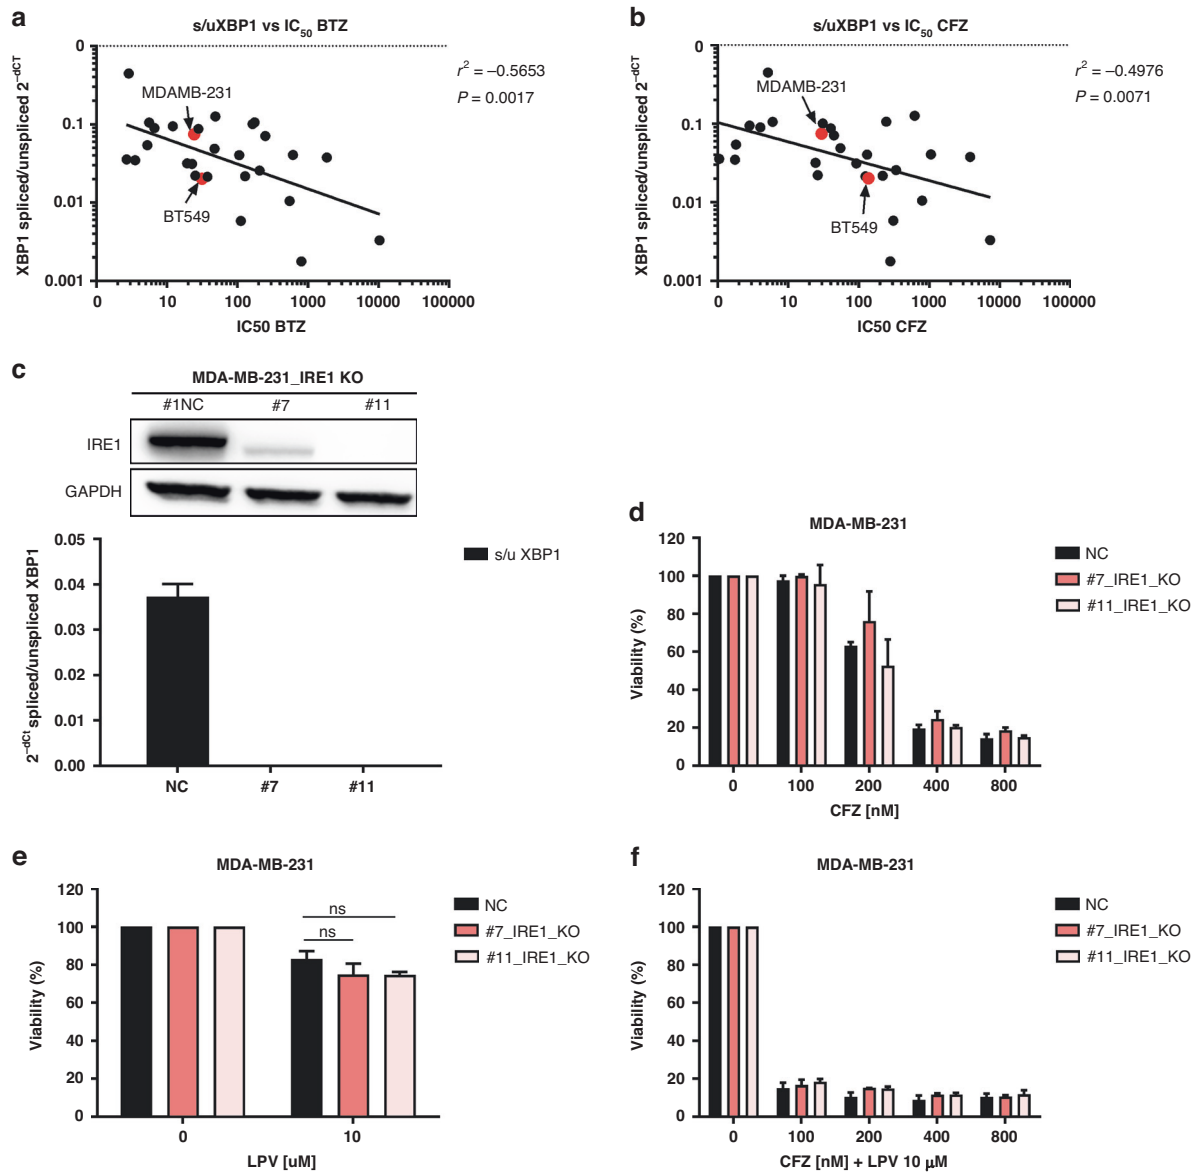 a
s/uXBP1 vs IC50 BTZ
XBP1 spliced/unspliced 2–dCT
0
0.1
0.01
0.001
MDAMB-231
BT549
r2 = –0.5653
P = 0.0017
0 10 100 1000 10000 100000
IC50 BTZ
b
s/uXBP1 vs IC50 CFZ
XBP1 spliced/unspliced 2–dCT
0
0.1
0.01
0.001
MDAMB-231
BT549
r2 = –0.4976
P = 0.0071
0 10 100 1000 10000 100000
IC50 CFZ
c
MDA-MB-231_IRE1 KO
#1NC #7 #11
IRE1
GAPDH
2–dCt spliced/unspliced XBP1
0.05
0.04
0.03
0.02
0.01
0.00
NC #7 #11
s/u XBP1
d
MDA-MB-231
Viability (%)
120
100
80
60
40
20
0
0 100 200 400 800
CFZ [nM]
NC
#7_IRE1_KO
#11_IRE1_KO
e
MDA-MB-231
Viability (%)
120
100
80
60
40
20
0
ns
ns
0 10
LPV [uM]
NC
#7_IRE1_KO
#11_IRE1_KO
f
MDA-MB-231
Viability (%)
120
100
80
60
40
20
0
0 100 200 400 800
CFZ [nM] + LPV 10 μM
NC
#7_IRE1_KO
#11_IRE1_KO